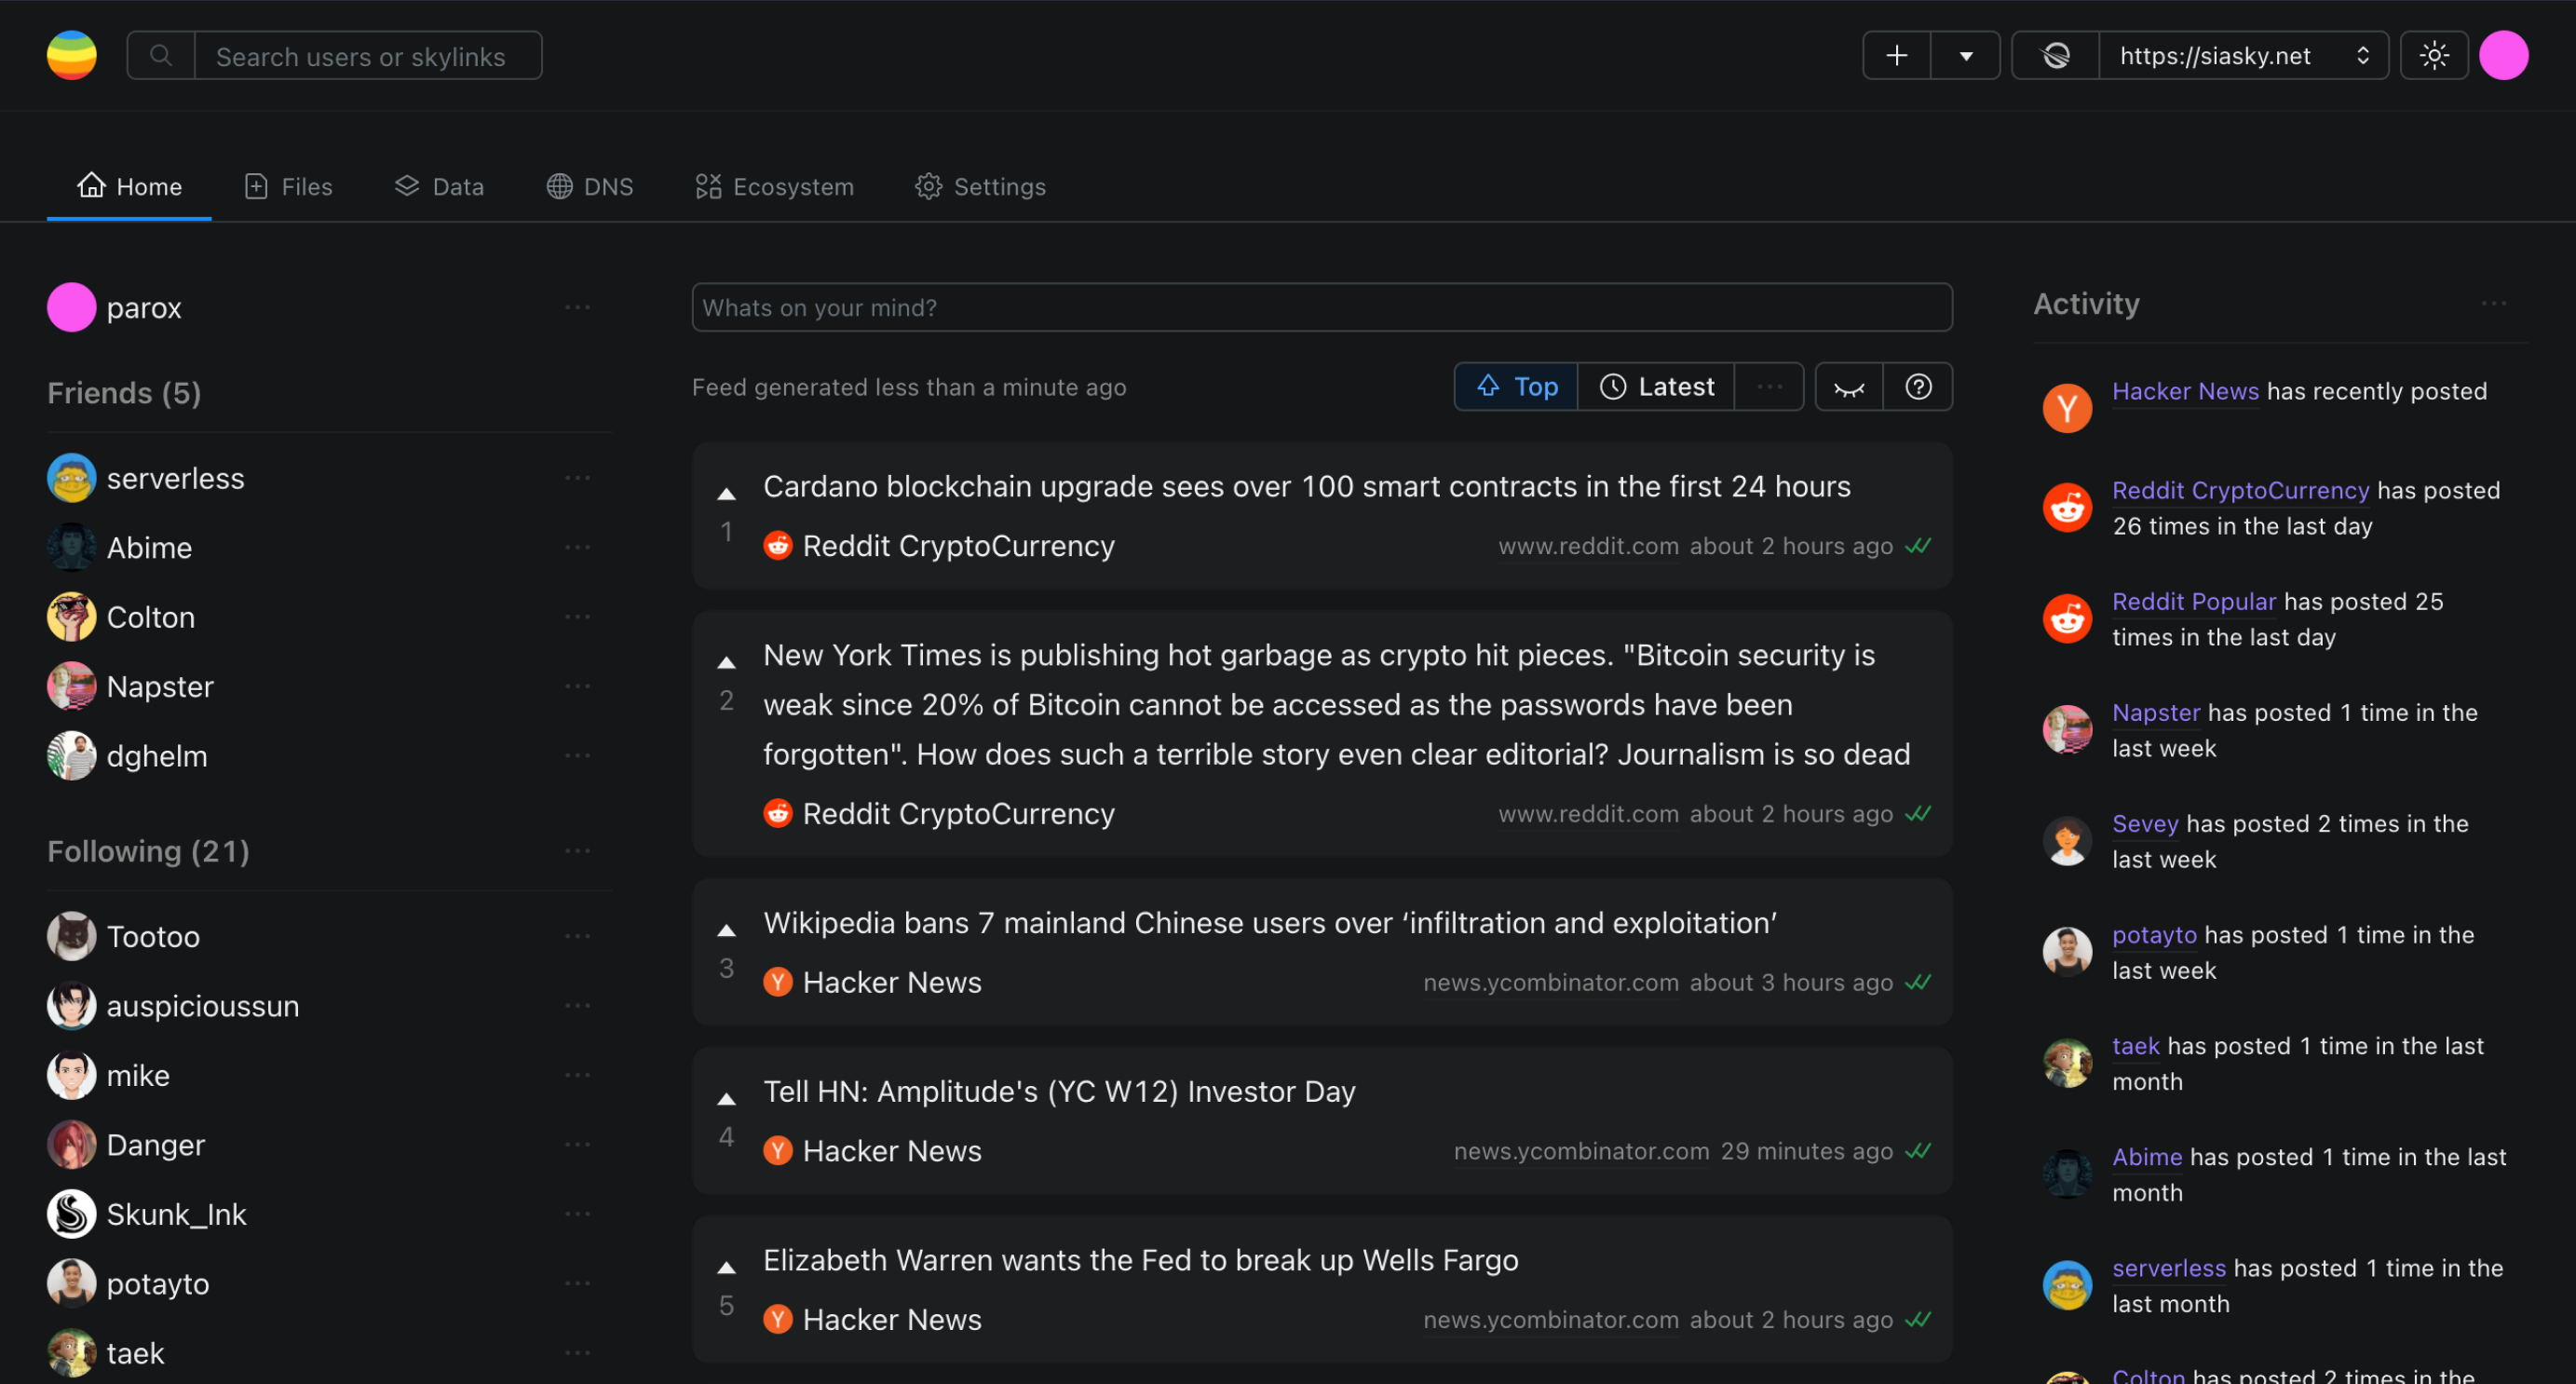 Search users or skylinks
https://siasky.net
Home
Files
Data
DNS
Ecosystem
Settings
parox
Friends (5)
serverless
Abime
Colton
Napster
dghelm
Following (21)
Tootoo
auspicioussun
mike
Danger
Skunk_Ink
potayto
taek
Whats on your mind?
Feed generated less than a minute ago
Top
Latest
Cardano blockchain upgrade sees over 100 smart contracts in the first 24 hours
1
Reddit CryptoCurrency
www.reddit.com about 2 hours ago
New York Times is publishing hot garbage as crypto hit pieces. "Bitcoin security is
2
weak since 20% of Bitcoin cannot be accessed as the passwords have been
forgotten". How does such a terrible story even clear editorial? Journalism is so dead
Reddit CryptoCurrency
www.reddit.com about 2 hours ago
Wikipedia bans 7 mainland Chinese users over ‘infiltration and exploitation’
3
Y Hacker News
news.ycombinator.com about 3 hours ago
Tell HN: Amplitude's (YC W12) Investor Day
4
Y Hacker News
news.ycombinator.com 29 minutes ago
Elizabeth Warren wants the Fed to break up Wells Fargo
5
Y Hacker News
news.ycombinator.com about 2 hours ago
Activity
Y
Hacker News has recently posted
Reddit CryptoCurrency has posted
26 times in the last day
Reddit Popular has posted 25
times in the last day
Napster has posted 1 time in the
last week
Sevey has posted 2 times in the
last week
potayto has posted 1 time in the
last week
taek has posted 1 time in the last
month
Abime has posted 1 time in the last
month
serverless has posted 1 time in the
last month
Colton has posted 2 times in the